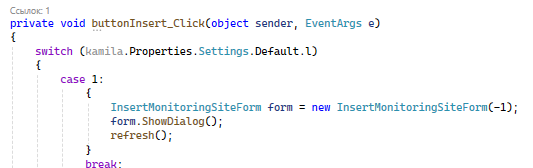 Ссылок: 1
private void buttonInsert_Click(object sender, EventArgs e)
{
switch (kamila.Properties.Settings.Default.l)
{
case 1:
{
InsertMonitoringSiteForm form = new InsertMonitoringSiteForm(-1);
form.ShowDialog();
refresh();
}
break;